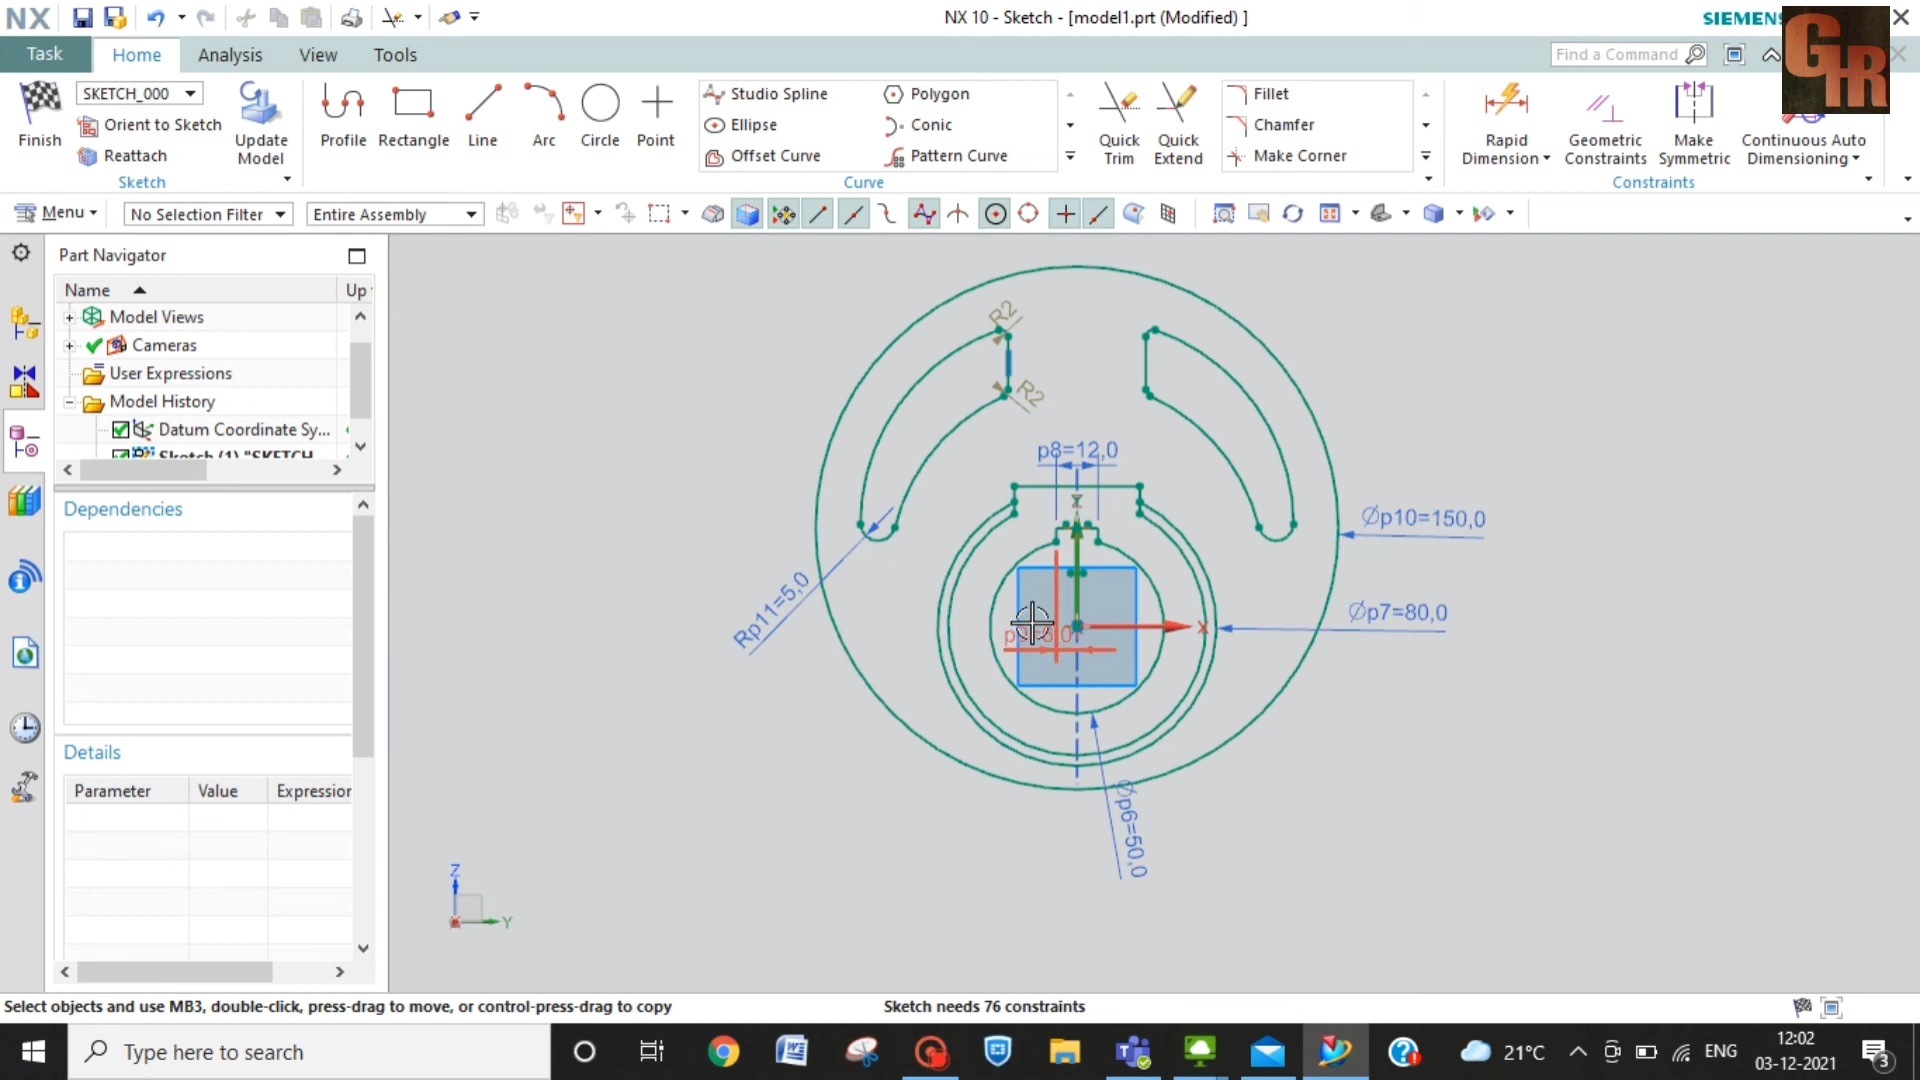 NX
NX 10 - Sketch - [model1.prt (Modified) ]
SIEMENS
GHR
Task
Home
Analysis
View
Tools
Find a Command
Finish
SKETCH_000
Orient to Sketch
Reattach
Update Model
Sketch
Profile
Rectangle
Line
Arc
Circle
Point
Studio Spline
Ellipse
Offset Curve
Polygon
Conic
Pattern Curve
Quick Trim
Quick Extend
Fillet
Chamfer
Make Corner
Curve
Rapid Dimension
Geometric Constraints
Make Symmetric
Continuous Auto Dimensioning
Constraints
Menu
No Selection Filter
Entire Assembly
Part Navigator
Name
Up
Model Views
Cameras
User Expressions
Model History
Datum Coordinate Sy...
Sketch (1) "SKETCH
Dependencies
Details
Parameter
Value
Expression
R2
R2
p8=12,0
Øp10=150,0
Rp11=5,0
Øp7=80,0
X
Øp6=50,0
Z
Y
Select objects and use MB3, double-click, press-drag to move, or control-press-drag to copy
Sketch needs 76 constraints
Type here to search
21°C
ENG
12:02
03-12-2021
3